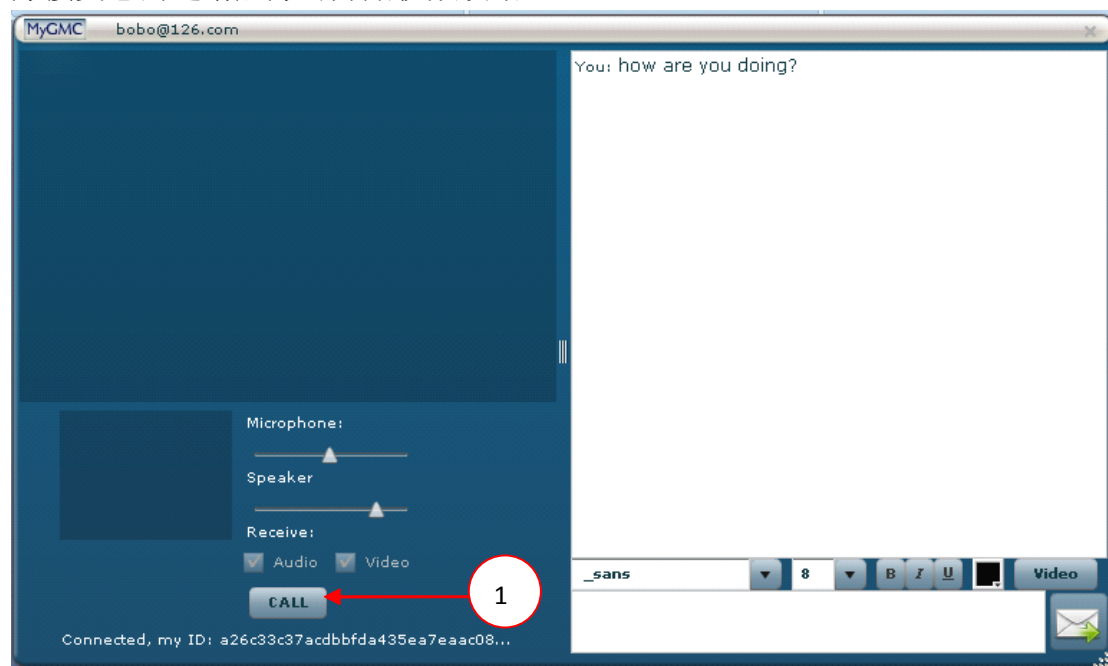 MyGMC bobo@126.com
You: how are you doing?
Microphone:
Speaker
Receive:
Audio Video
CALL
1
Connected, my ID: a26c33c37acdbbfda435ea7eaac08...
_sans 8 B I U Video